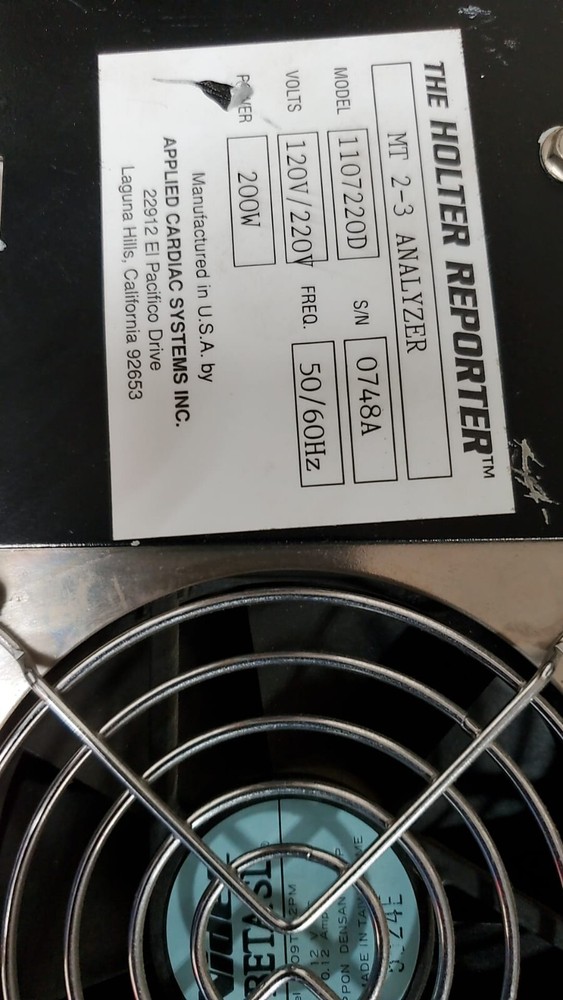 THE HOLTER REPORTER™
MT 2-3 ANALYZER
MODEL 1107220D S/N 0748A
VOLTS 120V/220V FREQ. 50/60Hz
200W
Manufactured in U.S.A. by
APPLIED CARDIAC SYSTEMS INC.
22912 El Pacifico Drive
Laguna Hills, California 92653